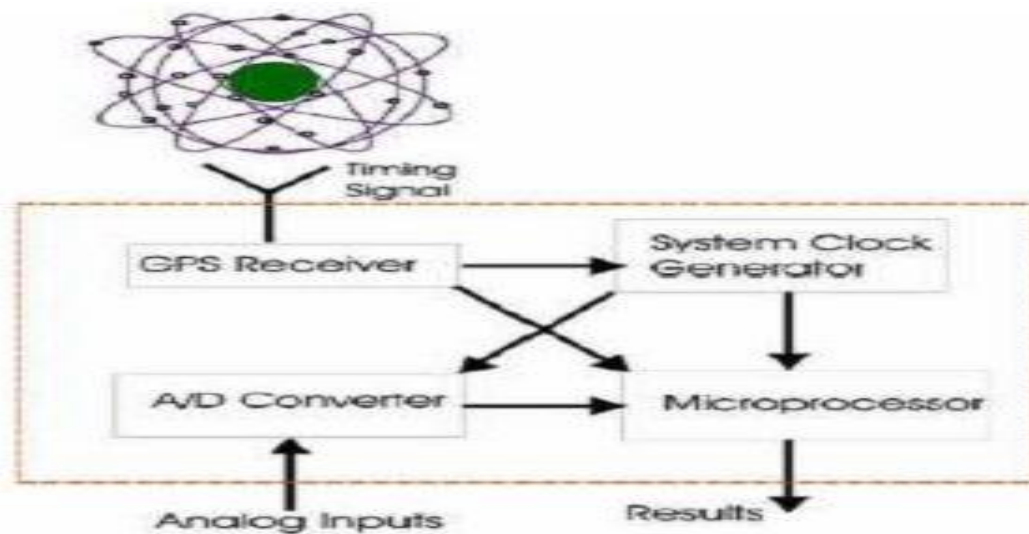 Timing
Signal
GPS Receiver
System Clock
Generator
A/D Converter
Microprocessor
Analog Inputs
Results